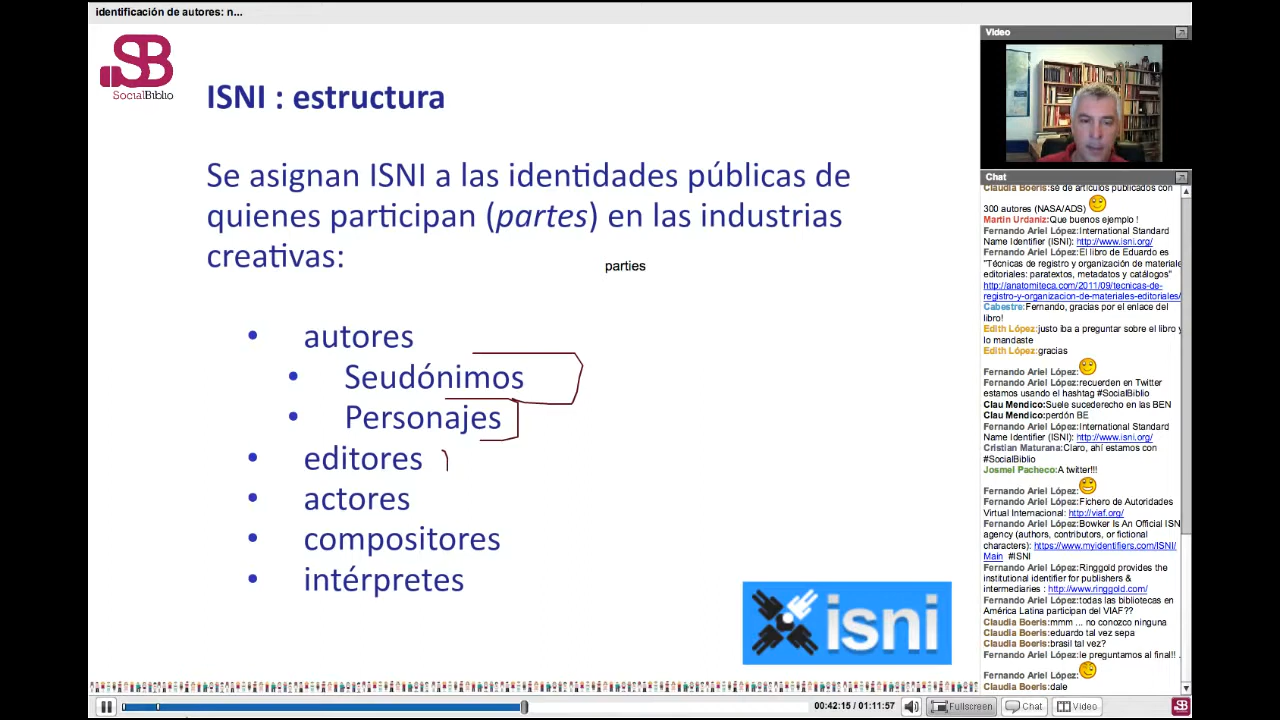 identificación de autores: n...
SB
SocialBiblio
ISNI : estructura
Se asignan ISNI a las identidades públicas de
quienes participan (partes) en las industrias
creativas:
parties
• autores
• Seudónimos
• Personajes
• editores
• actores
• compositores
• intérpretes
isni
Video
Chat
Claudia Boeris:se de artículos publicados con
300 autores (NASA/ADS)
Martin Urdaniz:Que buenos ejemplo !
Fernando Ariel López:International Standard
Name Identifier (ISNI): http://www.isni.org/
Fernando Ariel López:El libro de Eduardo es
"Técnicas de registro y organización de materiale
editoriales: paratextos, metadatos y catálogos"
http://anatomiteca.com/2011/09/tecnicas-de-
registro-y-organizacion-de-materiales-editoriales/
Cabestre:Fernando, gracias por el enlace del
libro!
Edith López:justo iba a preguntar sobre el libro y
lo mandaste
Edith López:gracias
Fernando Ariel López:
Fernando Ariel López:recuerden en Twitter
estamos usando el hashtag #SocialBiblio
Clau Mendico:Suele sucederecho en las BEN
Clau Mendico:perdón BE
Fernando Ariel López:International Standard
Name Identifier (ISNI): http://www.isni.org/
Cristian Maturana:Claro, ahí estamos con
#SocialBiblio
Josmel Pacheco:A twitter!!!
Fernando Ariel López:
Fernando Ariel López:Fichero de Autoridades
Virtual Internacional: http://viaf.org/
Fernando Ariel López:Bowker Is An Official ISN
agency (authors, contributors, or fictional
characters): https://www.myidentifiers.com/ISNI/
Main #ISNI
Fernando Ariel López:Ringgold provides the
institutional identifier for publishers &
intermediaries : http://www.ringgold.com/
Fernando Ariel López:todas las bibliotecas en
América Latina participan del VIAF??
Claudia Boeris:mmm ... no conozco ninguna
Claudia Boeris:eduardo tal vez sepa
Claudia Boeris:brasil tal vez?
Fernando Ariel López:le preguntamos al final!! .
Fernando Ariel López:
Claudia Boeris:dale
00:42:15 / 01:11:57
Fullscreen
Chat
Video
SB